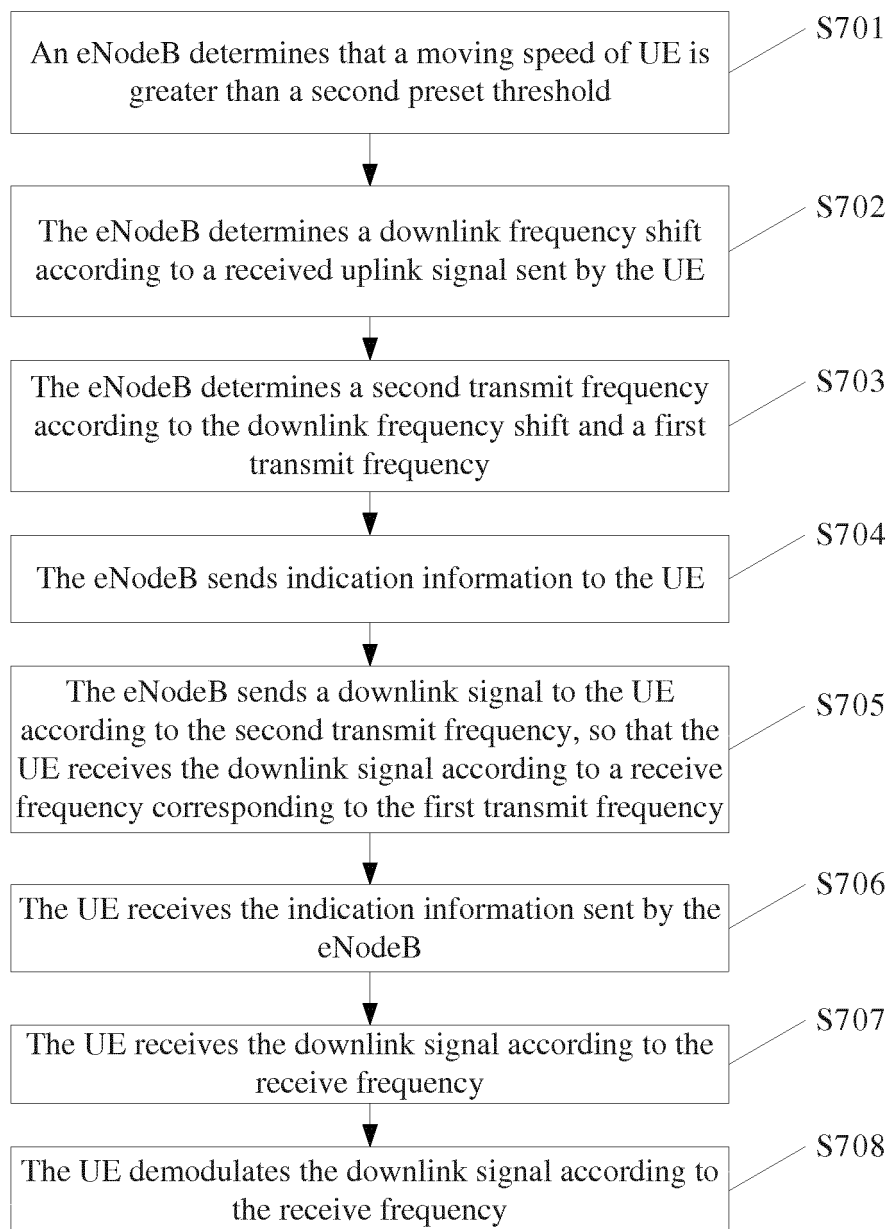 An eNodeB determines that a moving speed of UE is
greater than a second preset threshold
S701
The eNodeB determines a downlink frequency shift
according to a received uplink signal sent by the UE
S702
The eNodeB determines a second transmit frequency
according to the downlink frequency shift and a first
transmit frequency
S703
The eNodeB sends indication information to the UE
S704
The eNodeB sends a downlink signal to the UE
according to the second transmit frequency, so that the
UE receives the downlink signal according to a receive
frequency corresponding to the first transmit frequency
S705
The UE receives the indication information sent by the
eNodeB
S706
The UE receives the downlink signal according to the
receive frequency
S707
The UE demodulates the downlink signal according to
the receive frequency
S708